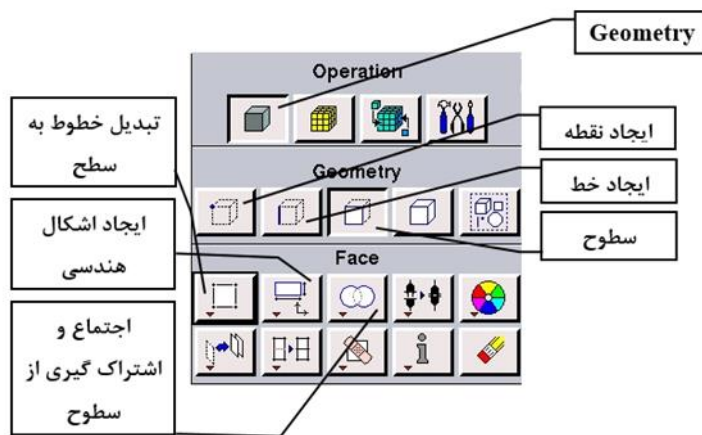 Geometry
Operation
تبدیل خطوط به
سطح
ایجاد نقطه
ایجاد خط
Geometry
ایجاد اشکال
هندسی
سطوح
Face
اجتماع و
اشتراک گیری از
سطوح